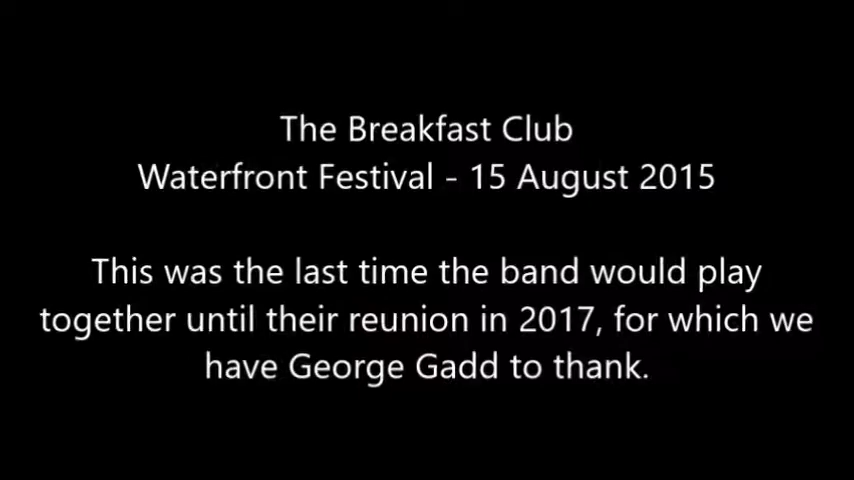 The Breakfast Club
Waterfront Festival - 15 August 2015
This was the last time the band would play
together until their reunion in 2017, for which we
have George Gadd to thank.